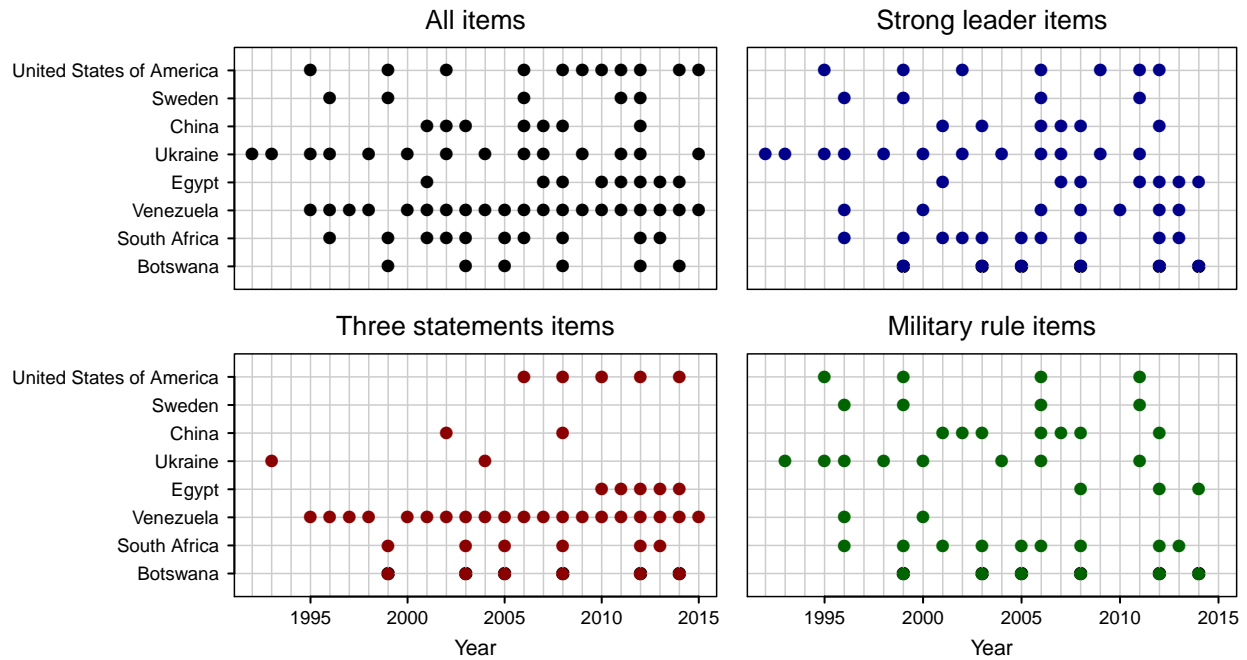 All items
Strong leader items
United States of America
Sweden
China
Ukraine
Egypt
Venezuela
South Africa
Botswana
Three statements items
Military rule items
United States of America
Sweden
China
Ukraine
Egypt
Venezuela
South Africa
Botswana
1995 2000 2005 2010 2015
1995 2000 2005 2010 2015
Year
Year